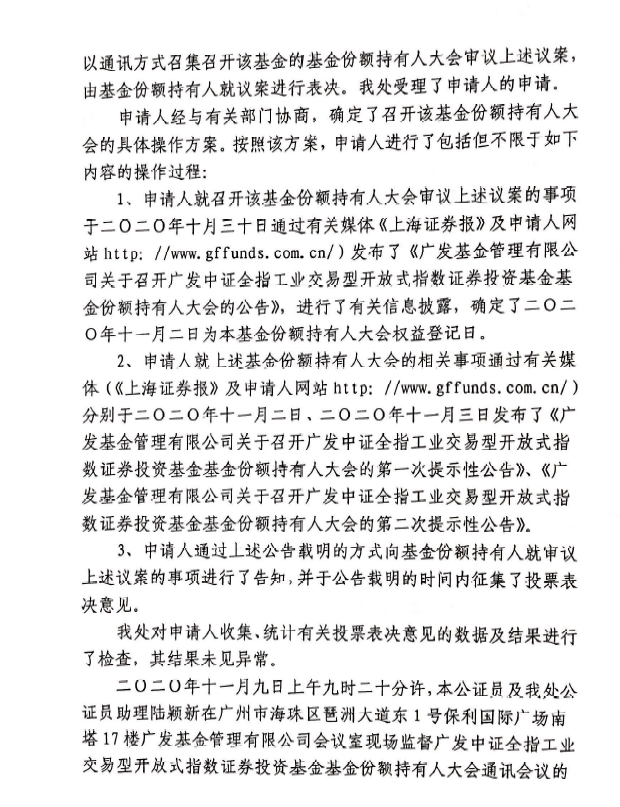 以通讯方式召集召开该基金的基金份额持有人大会审议上述议案，
由基金份额持有人就议案进行表决。我处受理了申请人的申请。
申请人经与有关部门协商，确定了召开该基金份额持有人大
会的具体操作方案。按照该方案，申请人进行了包括但不限于如下
内容的操作过程：
1、申请人就召开该基金份额持有人大会审议上述议案的事项
于二〇二〇年十月三十日通过有关媒体《上海证券报》及申请人网
站http: //www.gffunds.com.cn/）发布了《广发基金管理有限公
司关于召开广发中证全指工业交易型开放式指数证券投资基金基
金份额持有人大会的公告》，进行了有关信息披露，确定了二〇二
〇年十一月二日为本基金份额持有人大会权益登记日。
2、申请人就上述基金份额持有人大会的相关事项通过有关媒
体（《上海证券报》及申请人网站http: //www.gffunds.com.cn/）
分别于二〇二〇年十一月二日、二〇二〇年十一月三日发布了《广
发基金管理有限公司关于召开广发中证全指工业交易型开放式指
数证券投资基金基金份额持有人大会的第一次提示性公告》、《广
发基金管理有限公司关于召开广发中证全指工业交易型开放式指
数证券投资基金基金份额持有人大会的第二次提示性公告》。
3、申请人通过上述公告载明的方式向基金份额持有人就审议
上述议案的事项进行了告知，并于公告载明的时间内征集了投票表
决意见。
我处对申请人收集、统计有关投票表决意见的数据及结果进行
了检查，其结果未见异常。
二〇二〇年十一月九日上午九时二十分许，本公证员及我处公
证员助理陆颖新在广州市海珠区琶洲大道东1号保利国际广场南
塔17楼广发基金管理有限公司会议室现场监督广发中证全指工业
交易型开放式指数证券投资基金基金份额持有人大会通讯会议的